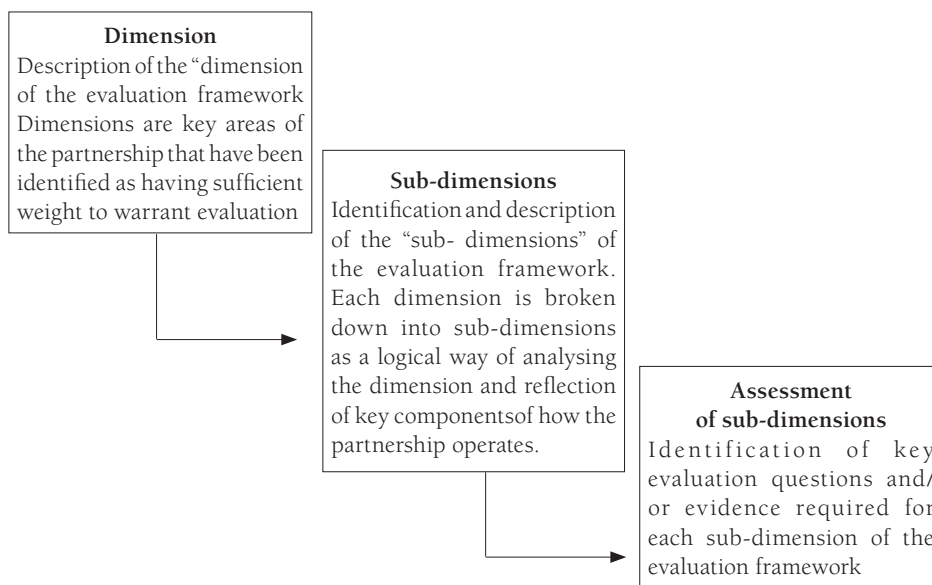 Dimension
Description of the “dimension
of the evaluation framework
Dimensions are key areas of
the partnership that have been
identified as having sufficient
weight to warrant evaluation
Sub-dimensions
Identification and description
of the “sub- dimensions” of
the evaluation framework.
Each dimension is broken
down into sub-dimensions
as a logical way of analysing
the dimension and reflection
of key componentsof how the
partnership operates.
Assessment
of sub-dimensions
Identification of key
evaluation questions and/
or evidence required for
each sub-dimension of the
evaluation framework